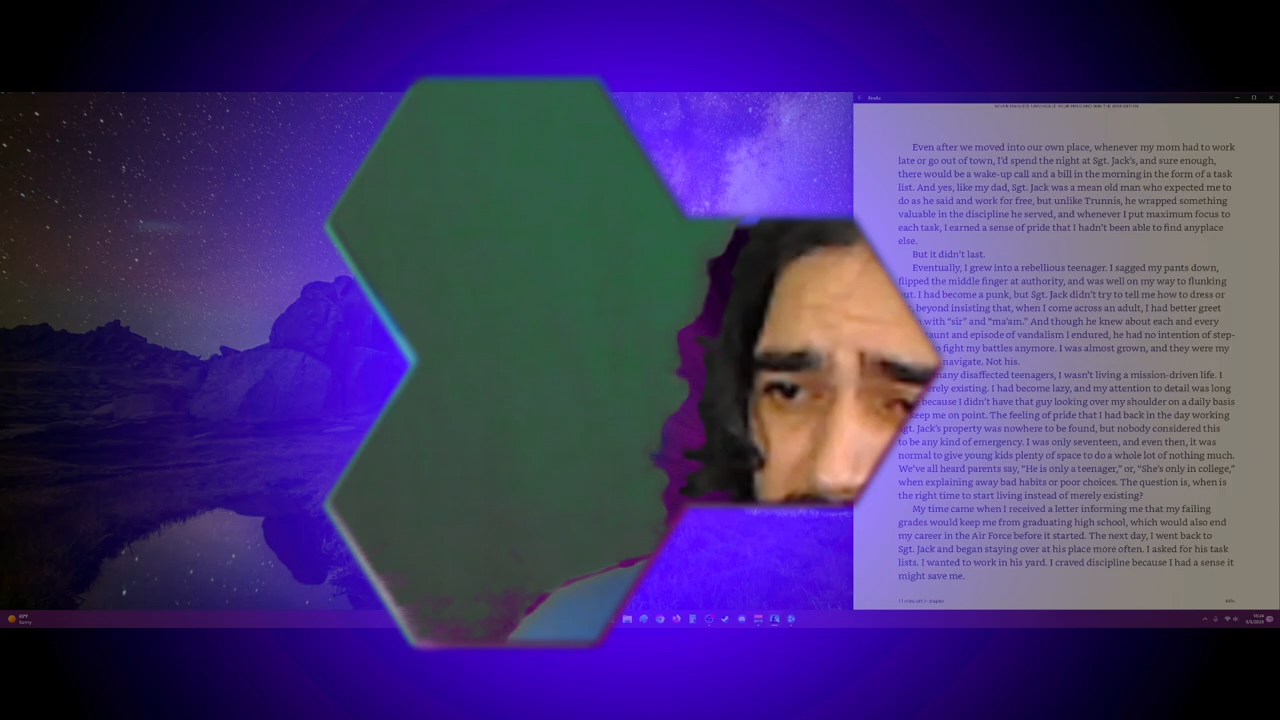 Kindle
UNSHACKLE YOUR MIND AND WIN THE WAR WITHIN
Even after we moved into our own place, whenever my mom had to work
late or go out of town, I’d spend the night at Sgt. Jack’s, and sure enough,
there would be a wake-up call and a bill in the morning in the form of a task
list. And yes, like my dad, Sgt. Jack was a mean old man who expected me to
do as he said and work for free, but unlike Trunnis, he wrapped something
valuable in the discipline he served, and whenever I put maximum focus to
each task, I earned a sense of pride that I hadn’t been able to find anyplace
else.
But it didn’t last.
Eventually, I grew into a rebellious teenager. I sagged my pants down,
flipped the middle finger at authority, and was well on my way to flunking
out. I had become a punk, but Sgt. Jack didn’t try to tell me how to dress or
beyond insisting that, when I come across an adult, I had better greet
with “sir” and “ma’am.” And though he knew about each and every
taunt and episode of vandalism I endured, he had no intention of step-
to fight my battles anymore. I was almost grown, and they were my
navigate. Not his.
many disaffected teenagers, I wasn’t living a mission-driven life. I
merely existing. I had become lazy, and my attention to detail was long
because I didn’t have that guy looking over my shoulder on a daily basis
keep me on point. The feeling of pride that I had back in the day working
Sgt. Jack’s property was nowhere to be found, but nobody considered this
to be any kind of emergency. I was only seventeen, and even then, it was
normal to give young kids plenty of space to do a whole lot of nothing much.
We’ve all heard parents say, “He is only a teenager,” or, “She’s only in college,”
when explaining away bad habits or poor choices. The question is, when is
the right time to start living instead of merely existing?
My time came when I received a letter informing me that my failing
grades would keep me from graduating high school, which would also end
my career in the Air Force before it started. The next day, I went back to
Sgt. Jack and began staying over at his place more often. I asked for his task
lists. I wanted to work in his yard. I craved discipline because I had a sense it
might save me.
Sunny